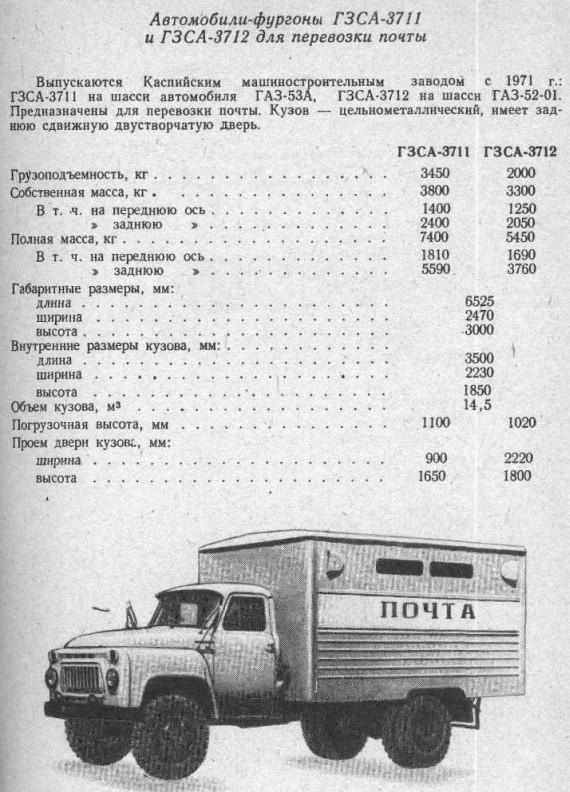 Автомобили-фургоны ГЗСА-3711
и ГЗСА-3712 для перевозки почты
Выпускаются Каспийским машиностроительным заводом с 1971 г.:
ГЗСА-3711 на шасси автомобиля ГАЗ-53А, ГЗСА-3712 на шасси ГАЗ-52-01.
Предназначены для перевозки почты. Кузов — цельнометаллический, имеет зад-
нюю сдвижную двустворчатую дверь.
ГЗСА-3711 ГЗСА-3712
Грузоподъемность, кг . . . . . . . . . . . . . . . . 3450 2000
Собственная масса, кг . . . . . . . . . . . . . . . . 3800 3300
В т. ч. на переднюю ось . . . . . . . . . . . . . 1400 1250
» заднюю » . . . . . . . . . . . . . 2400 2050
Полная масса, кг . . . . . . . . . . . . . . . . . . 7400 5450
В т. ч. на переднюю ось . . . . . . . . . . . . . 1810 1690
» заднюю » . . . . . . . . . . . . . 5590 3760
Габаритные размеры, мм:
длина . . . . . . . . . . . . . . . . . . . . 6525
ширина . . . . . . . . . . . . . . . . . . . . 2470
высота . . . . . . . . . . . . . . . . . . . . 3000
Внутренние размеры кузова, мм: . . . . . . . . . . .
длина . . . . . . . . . . . . . . . . . . . . 3500
ширина . . . . . . . . . . . . . . . . . . . . 2230
высота . . . . . . . . . . . . . . . . . . . . 1850
Объем кузова, м³ . . . . . . . . . . . . . . . . . . 14,5
Погрузочная высота, мм . . . . . . . . . . . . . . . 1100 1020
Проем двери кузова, мм:
ширина . . . . . . . . . . . . . . . . . . . . 900 2220
высота . . . . . . . . . . . . . . . . . . . . 1650 1800
ПОЧТА